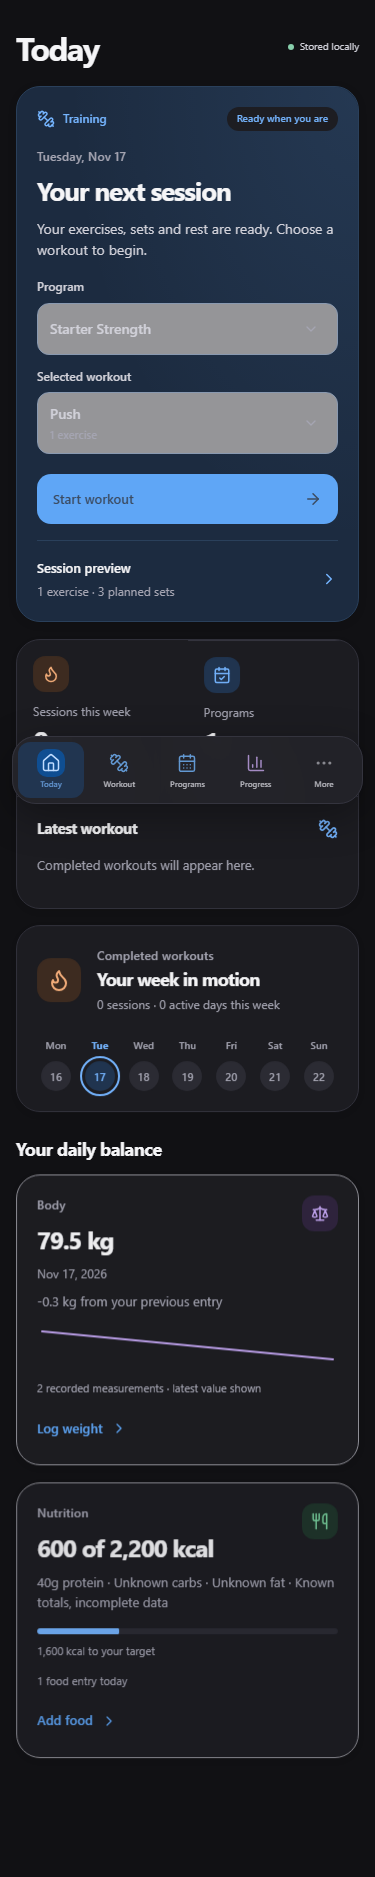 Today
Stored locally
Training
Ready when you are
Tuesday, Nov 17
Your next session
Your exercises, sets and rest are ready. Choose a
workout to begin.
Program
Starter Strength
Selected workout
Push
1 exercise
Start workout
Session preview
1 exercise · 3 planned sets
Sessions this week
Programs
Today
Workout
Programs
Progress
More
Latest workout
Completed workouts will appear here.
Completed workouts
Your week in motion
0 sessions · 0 active days this week
Mon Tue Wed Thu Fri Sat Sun
16 17 18 19 20 21 22
Your daily balance
Body
79.5 kg
Nov 17, 2026
-0.3 kg from your previous entry
2 recorded measurements · latest value shown
Log weight
Nutrition
600 of 2,200 kcal
40g protein · Unknown carbs · Unknown fat · Known
totals, incomplete data
1,600 kcal to your target
1 food entry today
Add food